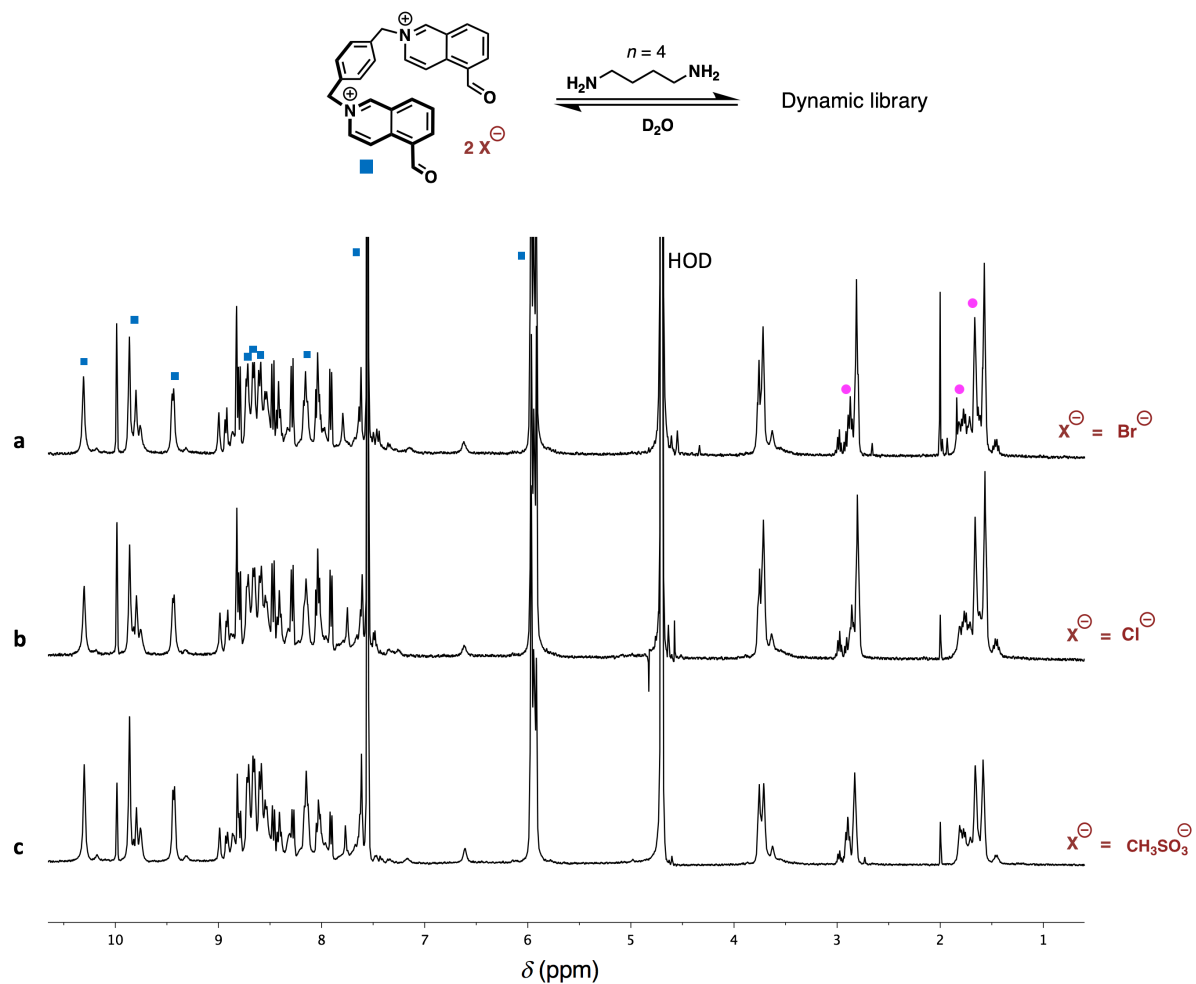 ⊕
N
O
n = 4
H₂N NH₂
D₂O
Dynamic library
⊕
N
O
2 X⊖
HOD
a
X⊖ = Br⊖
b
X⊖ = Cl⊖
c
X⊖ = CH₃SO₃⊖
10 9 8 7 6 5 4 3 2 1
δ (ppm)